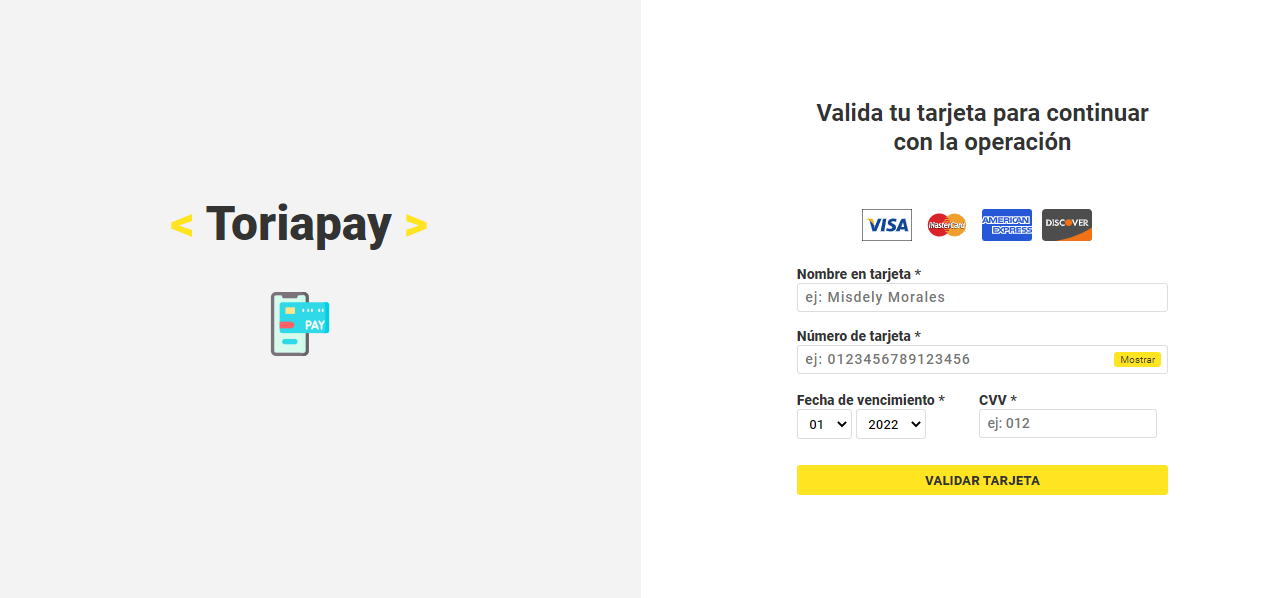 < Toriapay >
PAY
Valida tu tarjeta para continuar
con la operación
VISA MasterCard AMERICAN EXPRESS DISCOVER
Nombre en tarjeta *
ej: Misdely Morales
Número de tarjeta *
ej: 0123456789123456 Mostrar
Fecha de vencimiento * CVV *
01 2022 ej: 012
VALIDAR TARJETA